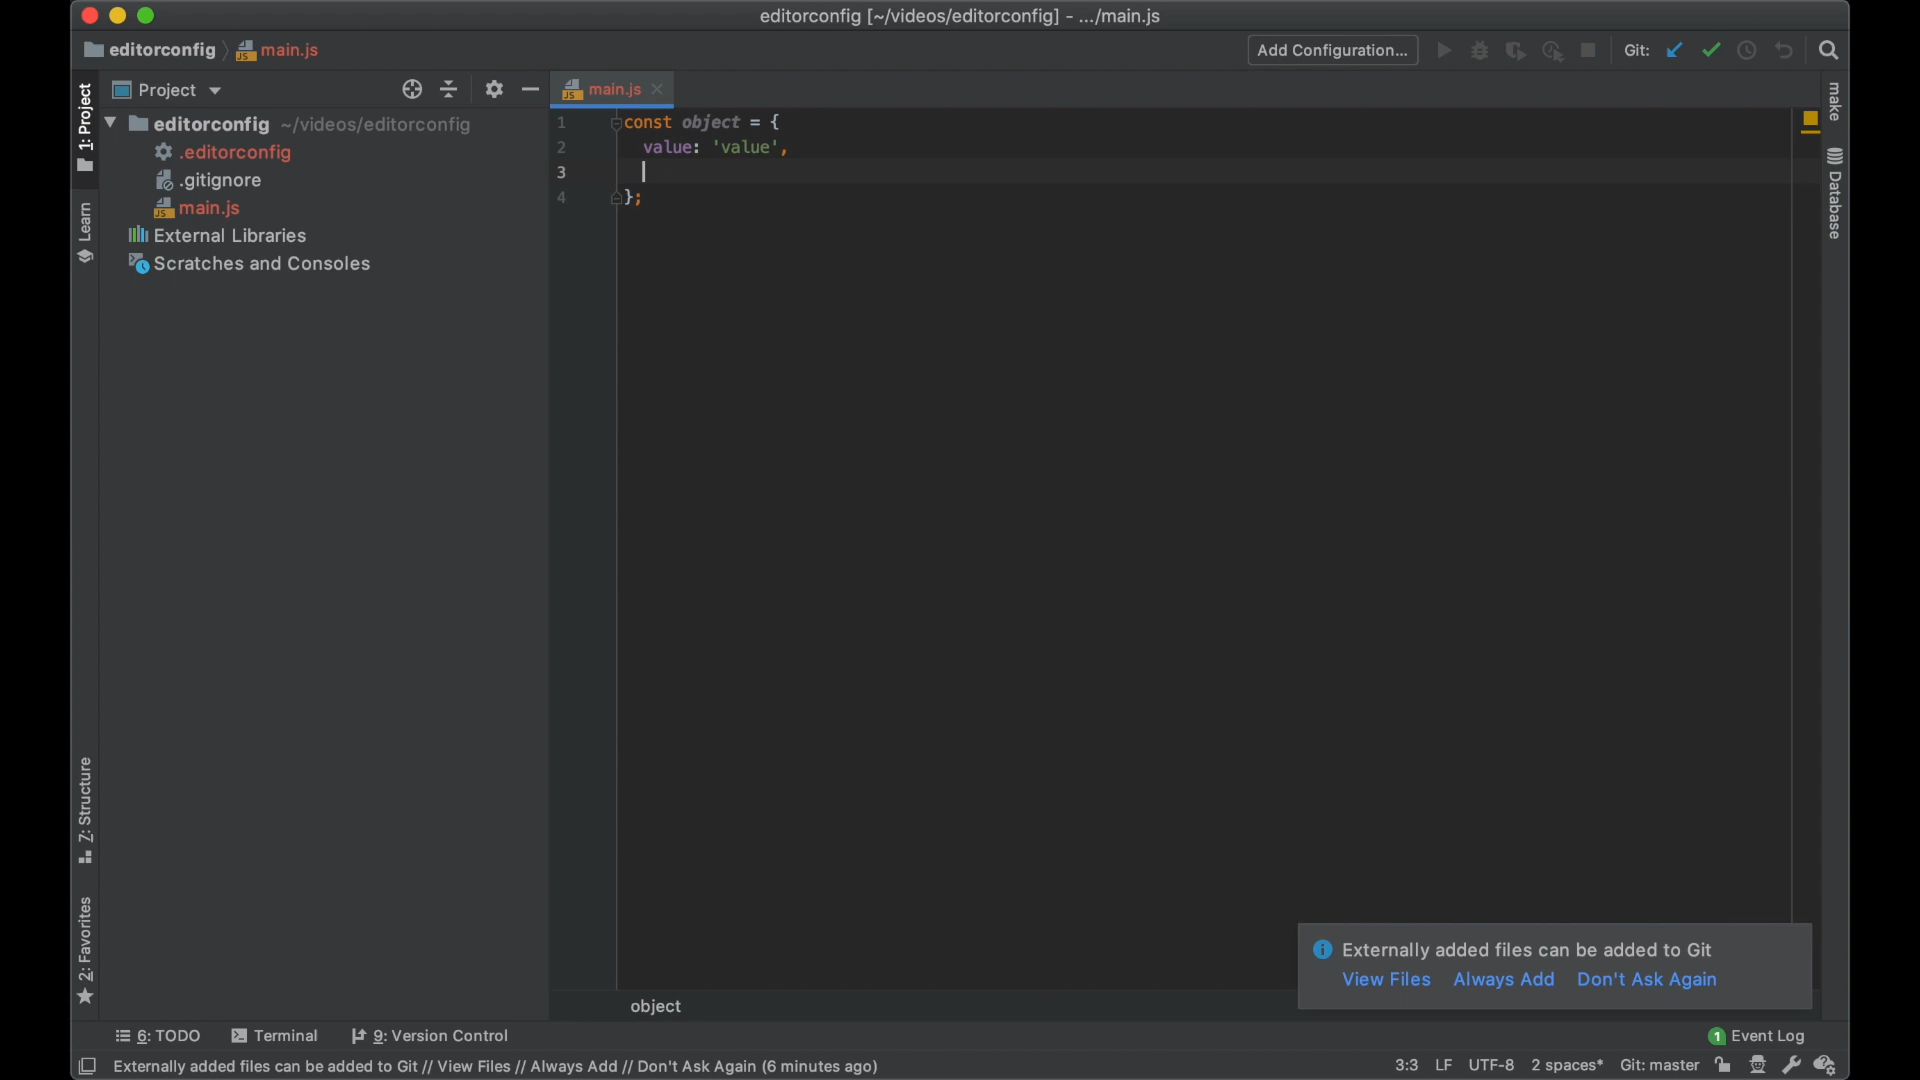 editorconfig [~/videos/editorconfig] - .../main.js
editorconfig main.js
Add Configuration...
Git:
1: Project
Learn
Z: Structure
2: Favorites
Project
editorconfig ~/videos/editorconfig
.editorconfig
.gitignore
JS main.js
External Libraries
Scratches and Consoles
JS main.js
1 const object = {
2 value: 'value',
3
4 };
make
Database
Externally added files can be added to Git
View Files Always Add Don't Ask Again
object
6: TODO Terminal 9: Version Control
1 Event Log
Externally added files can be added to Git // View Files // Always Add // Don't Ask Again (6 minutes ago)
3:3 LF UTF-8 2 spaces* Git: master